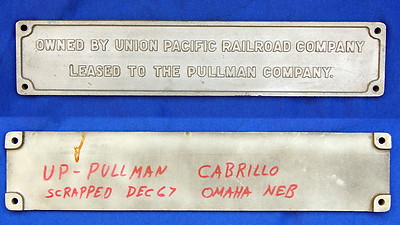 OWNED BY UNION PACIFIC RAILROAD COMPANY
LEASED TO THE PULLMAN COMPANY.
UP-PULLMAN CABRILLO
SCRAPPED DEC 67 OMAHA NEB